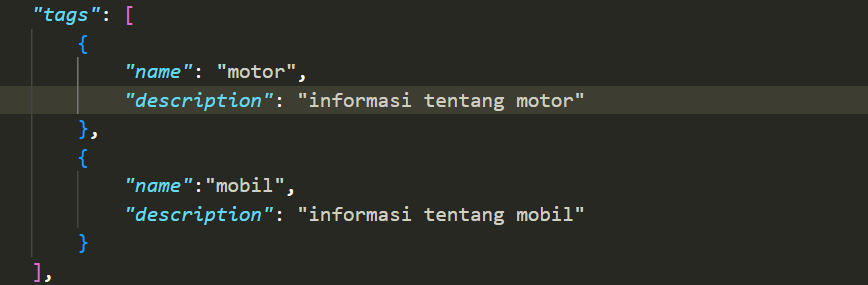 "tags": [
{
"name": "motor",
"description": "informasi tentang motor"
},
{
"name":"mobil",
"description": "informasi tentang mobil"
}
],